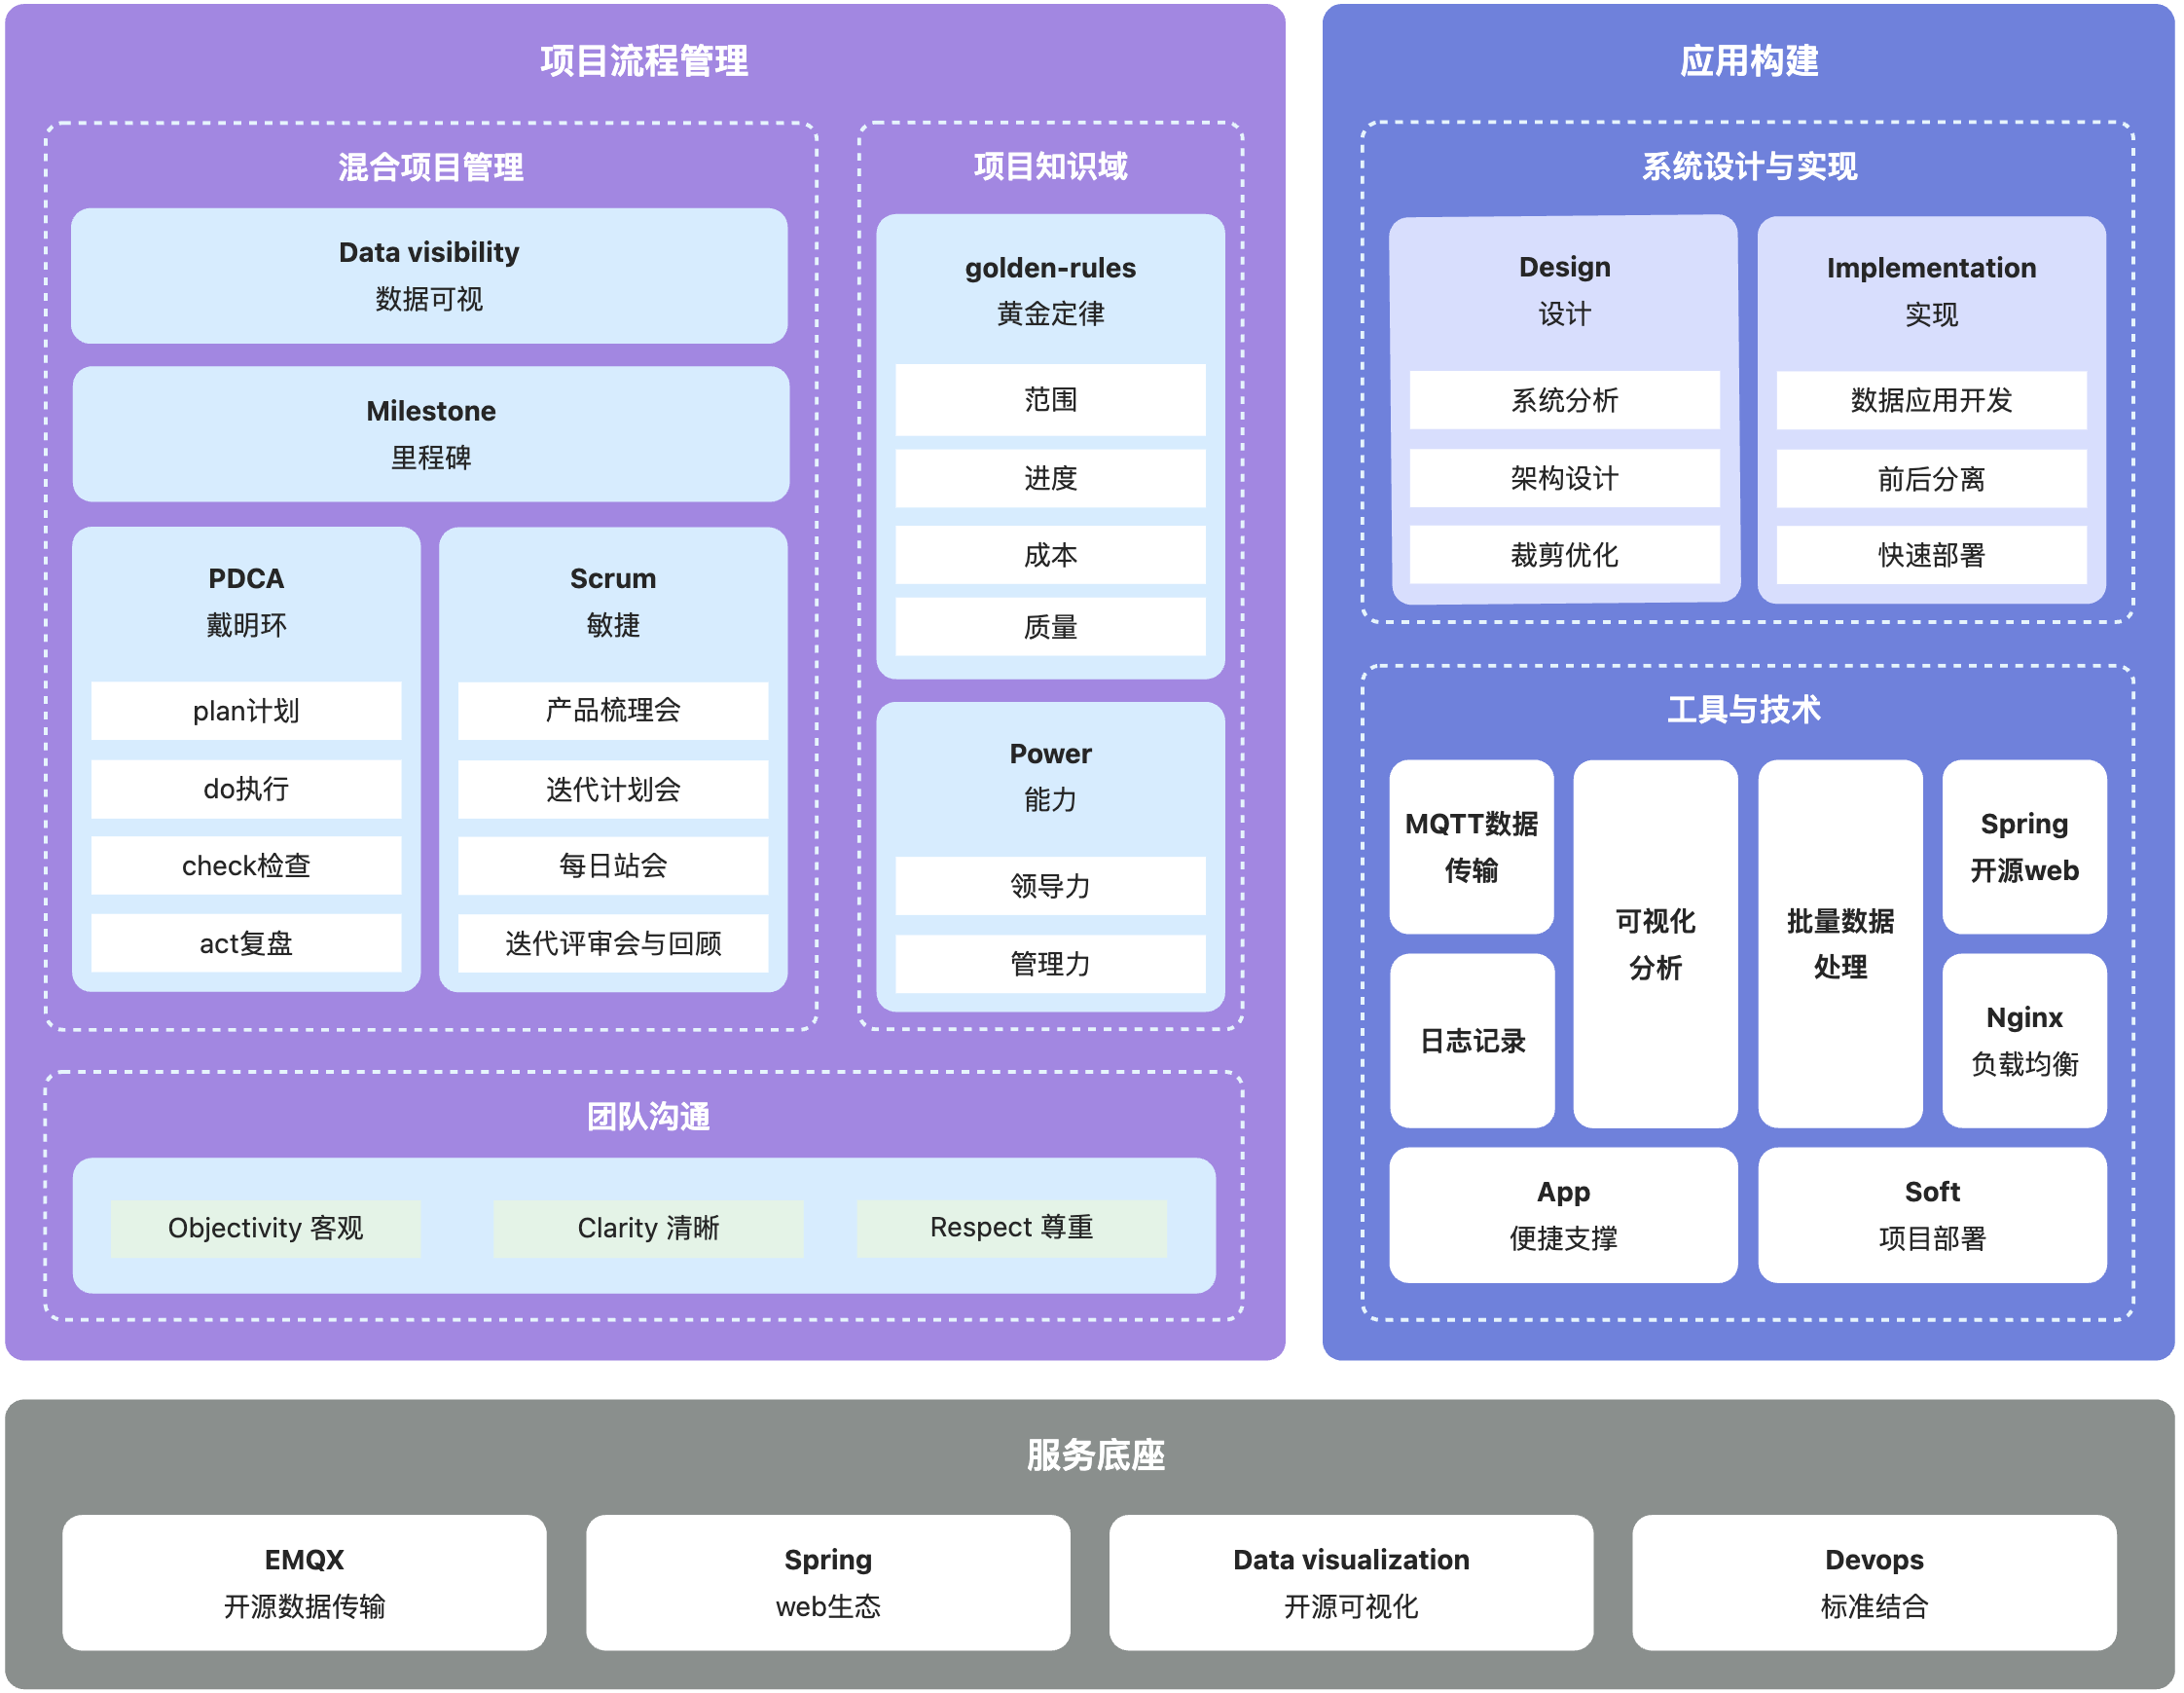 项目流程管理
混合项目管理
Data visibility
数据可视
Milestone
里程碑
PDCA
戴明环
plan计划
do执行
check检查
act复盘
Scrum
敏捷
产品梳理会
迭代计划会
每日站会
迭代评审会与回顾
项目知识域
golden-rules
黄金定律
范围
进度
成本
质量
Power
能力
领导力
管理力
团队沟通
Objectivity 客观
Clarity 清晰
Respect 尊重
应用构建
系统设计与实现
Design
设计
系统分析
架构设计
裁剪优化
Implementation
实现
数据应用开发
前后分离
快速部署
工具与技术
MQTT数据
传输
日志记录
可视化
分析
批量数据
处理
Spring
开源web
Nginx
负载均衡
App
便捷支撑
Soft
项目部署
服务底座
EMQX
开源数据传输
Spring
web生态
Data visualization
开源可视化
Devops
标准结合